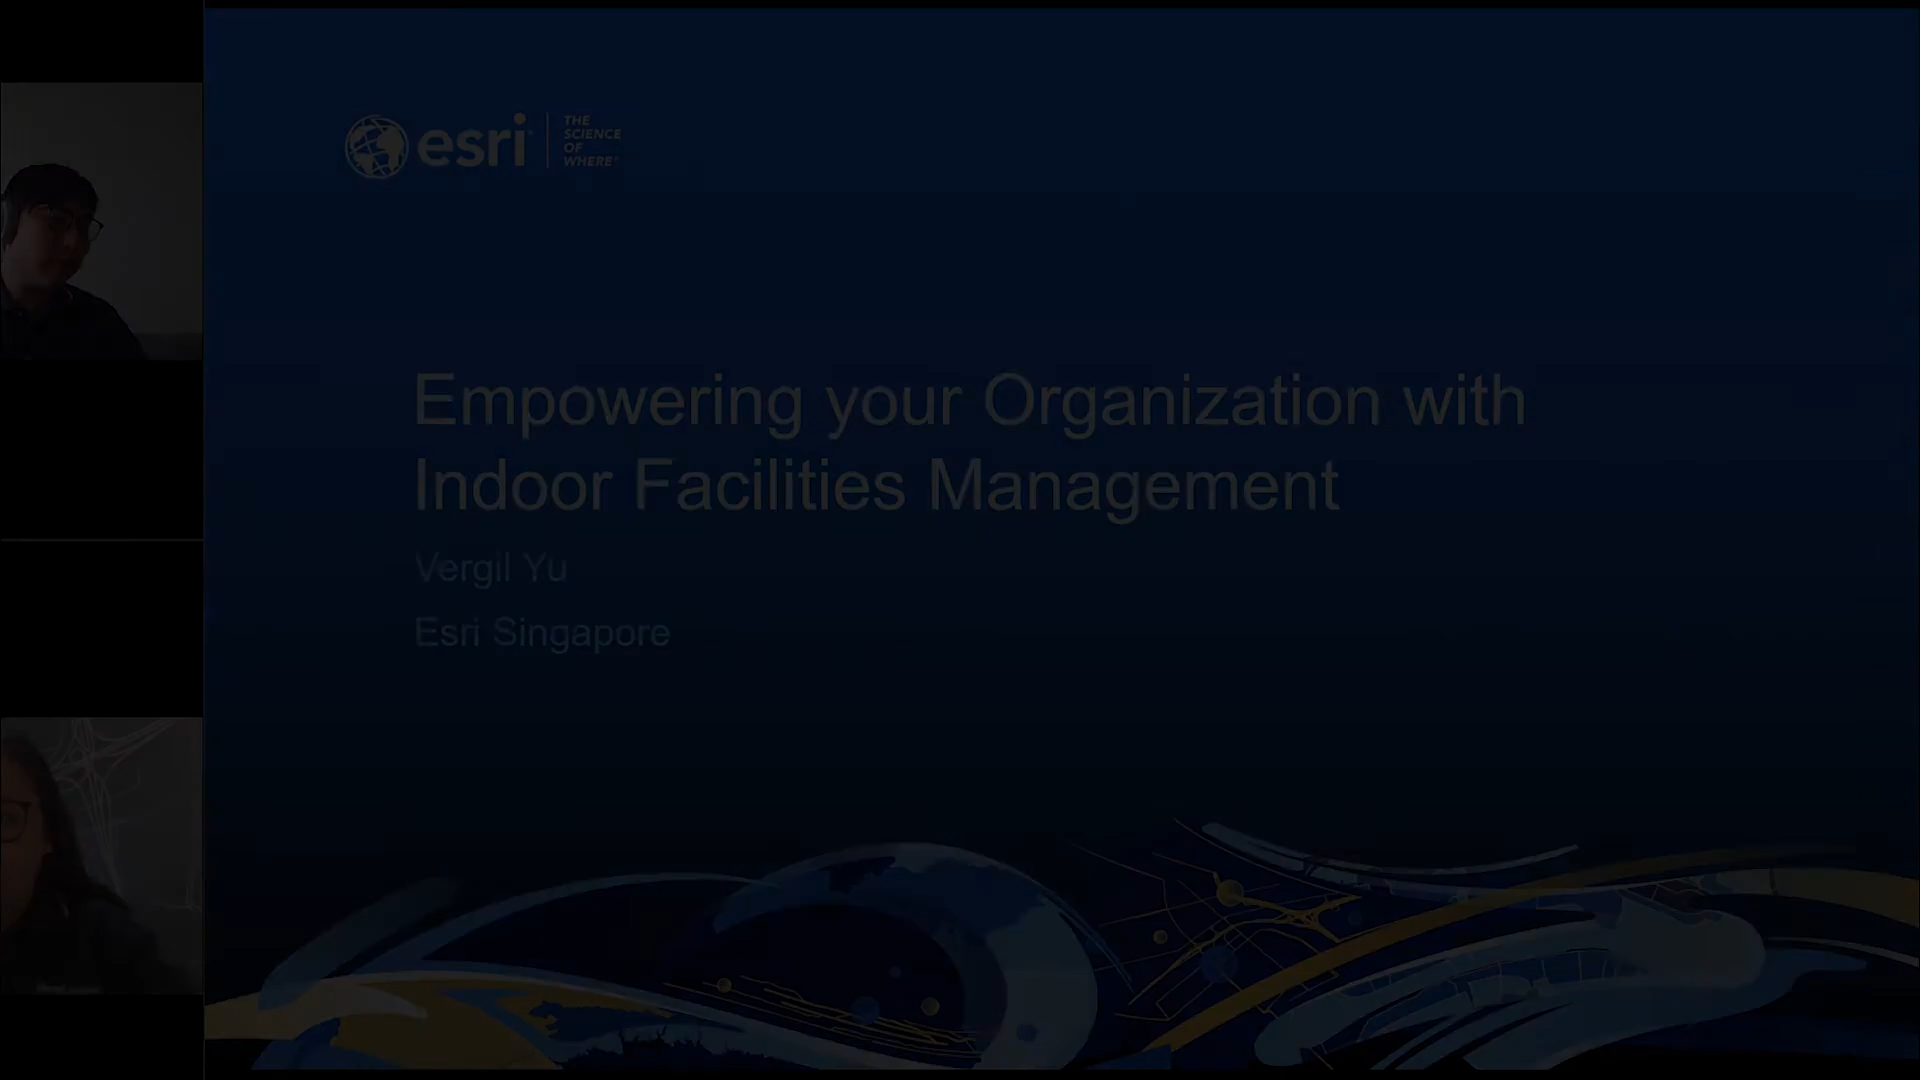 esri
THE
SCIENCE
OF
WHERE®
Empowering your Organization with
Indoor Facilities Management
Vergil Yu
Esri Singapore